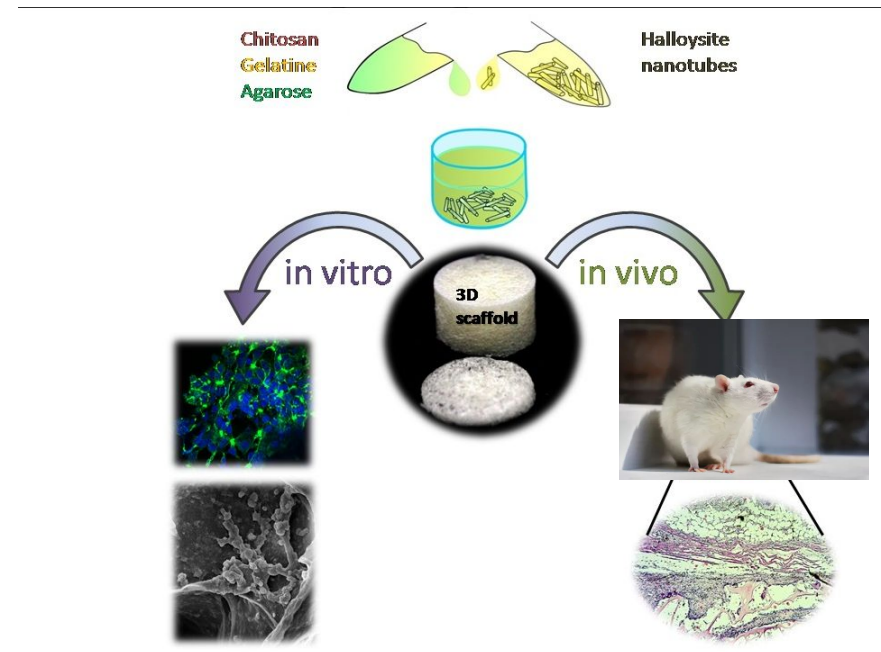 Chitosan
Gelatine
Agarose
Halloysite
nanotubes
in vitro
in vivo
3D
scaffold